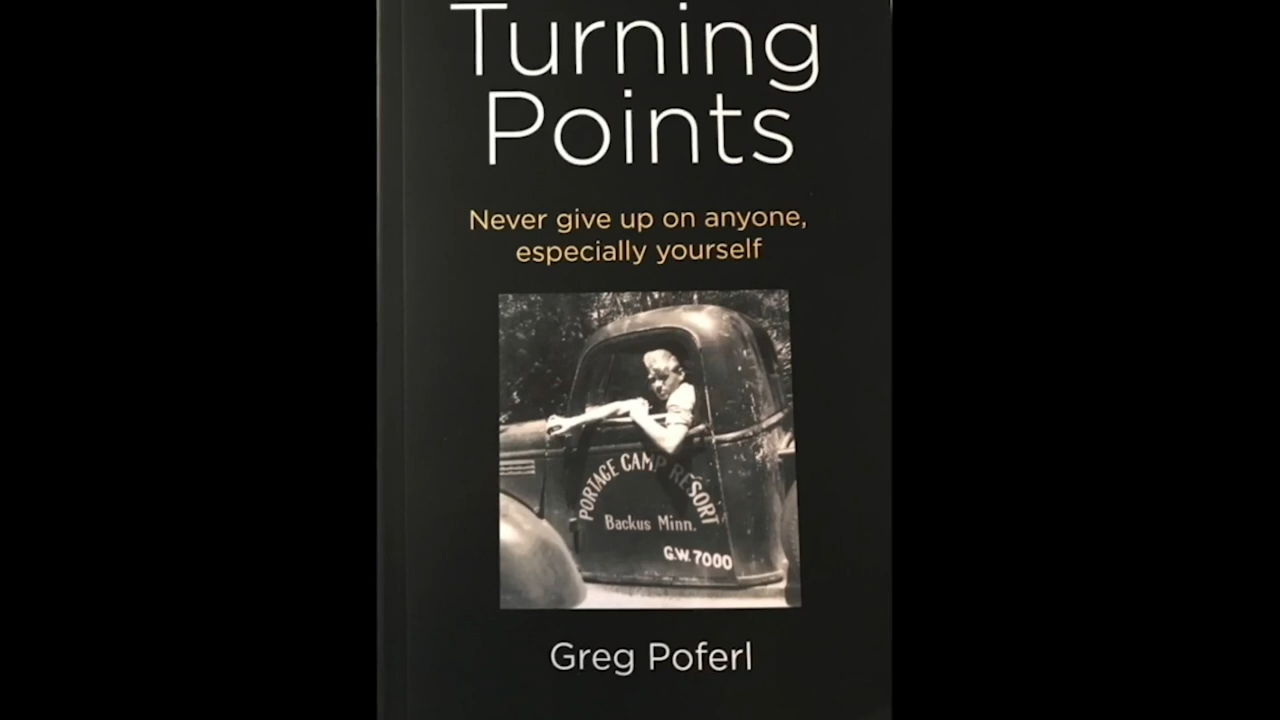 Turning
Points
Never give up on anyone,
especially yourself
PORTAGE CAMP RESORT
Backus Minn.
G.W. 7000
Greg Poferl